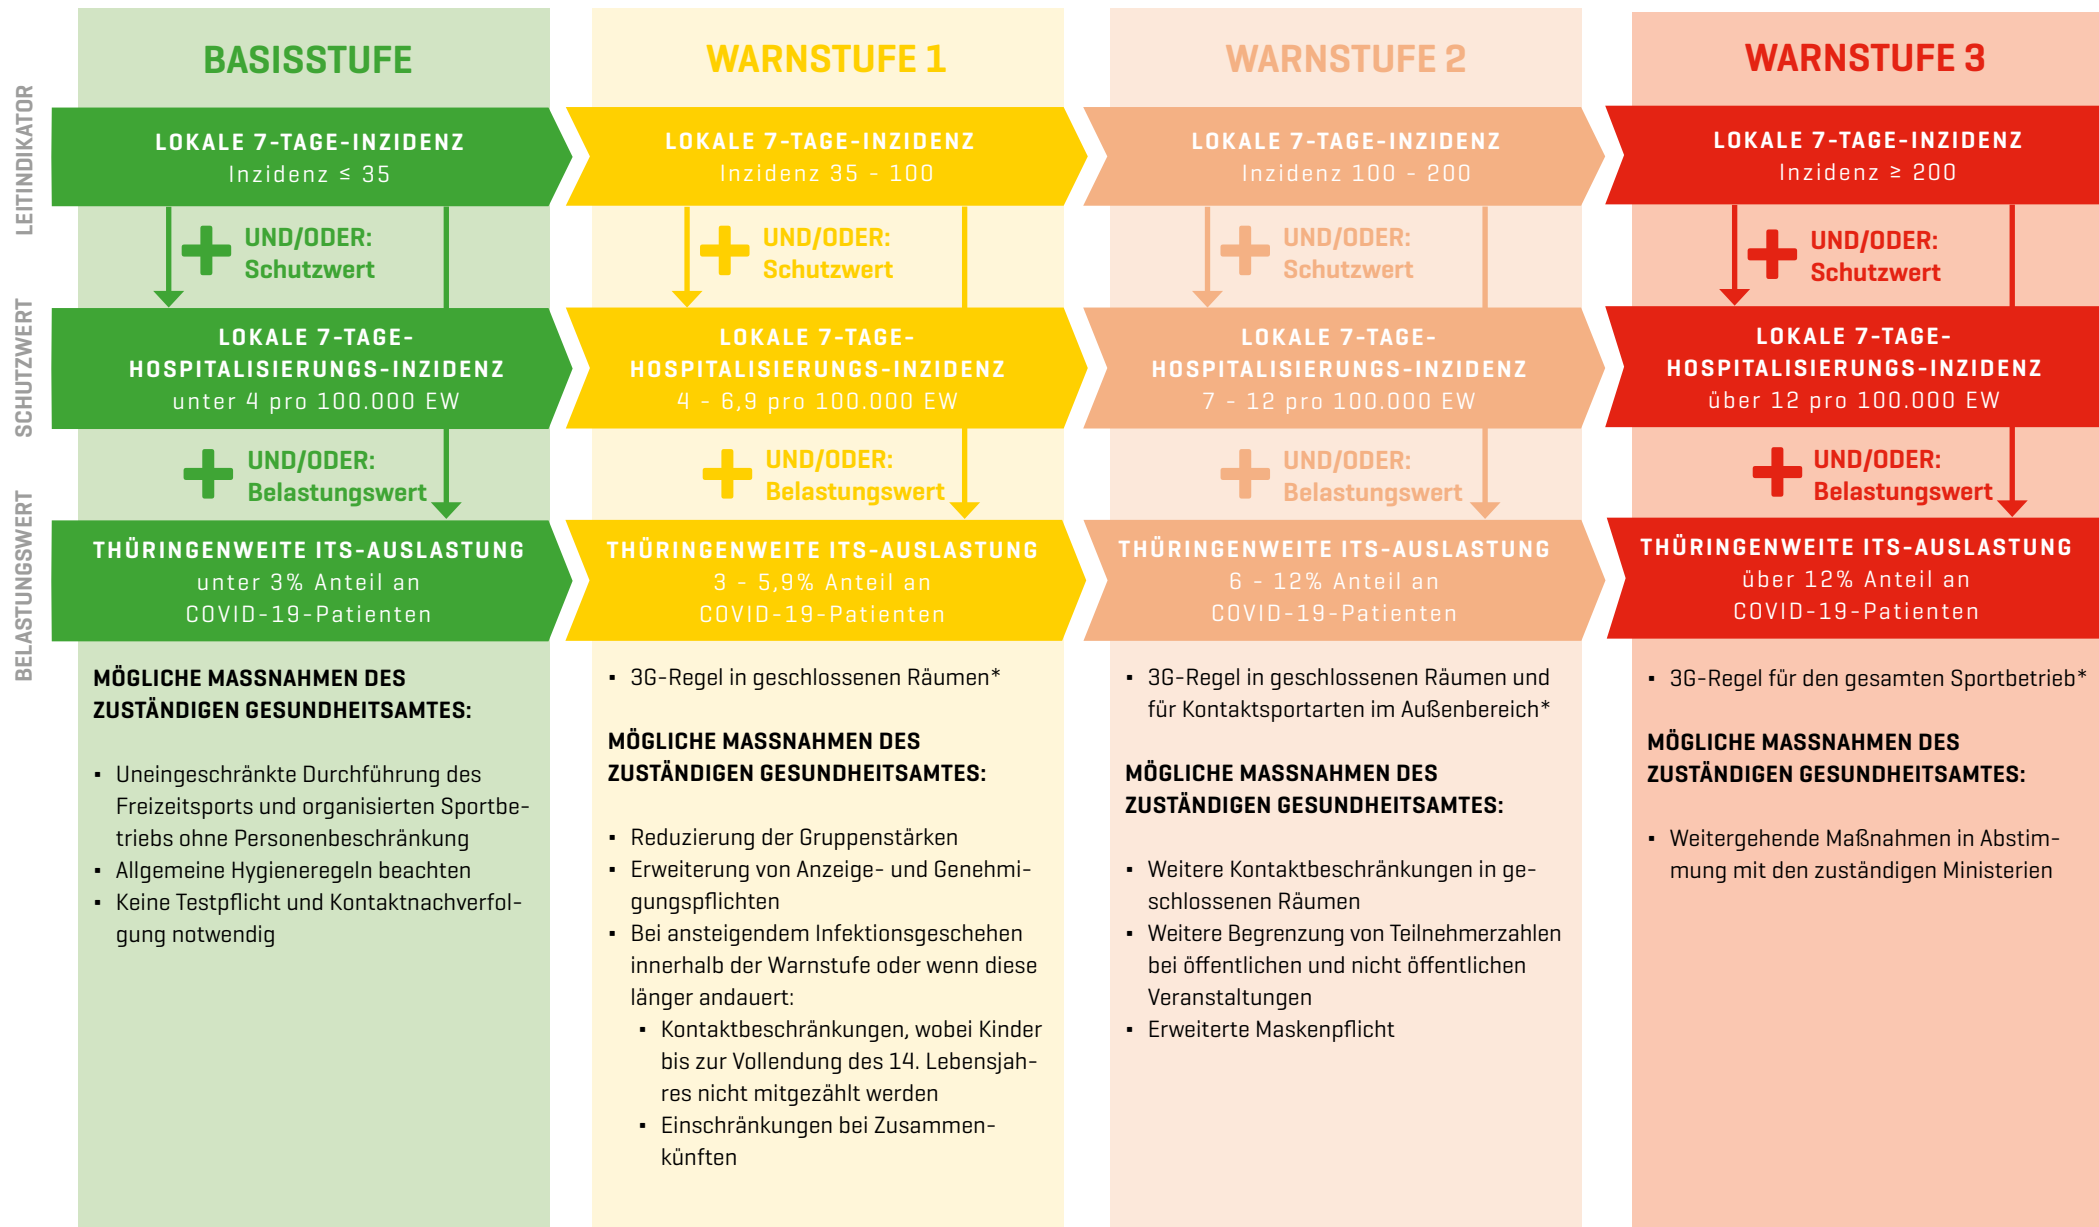 LEITINDIKATOR
SCHUTZWERT
BELASTUNGSWERT
BASISSTUFE
LOKALE 7-TAGE-INZIDENZ
Inzidenz ≤ 35
UND/ODER:
Schutzwert
LOKALE 7-TAGE-
HOSPITALISIERUNGS-INZIDENZ
unter 4 pro 100.000 EW
UND/ODER:
Belastungswert
THÜRINGENWEITE ITS-AUSLASTUNG
unter 3% Anteil an
COVID-19-Patienten
MÖGLICHE MASSNAHMEN DES
ZUSTÄNDIGEN GESUNDHEITSAMTES:
▪ Uneingeschränkte Durchführung des
Freizeitsports und organisierten Sportbe-
triebs ohne Personenbeschränkung
▪ Allgemeine Hygieneregeln beachten
▪ Keine Testpflicht und Kontaktnachverfol-
gung notwendig
WARNSTUFE 1
LOKALE 7-TAGE-INZIDENZ
Inzidenz 35 - 100
UND/ODER:
Schutzwert
LOKALE 7-TAGE-
HOSPITALISIERUNGS-INZIDENZ
4 - 6,9 pro 100.000 EW
UND/ODER:
Belastungswert
THÜRINGENWEITE ITS-AUSLASTUNG
3 - 5,9% Anteil an
COVID-19-Patienten
▪ 3G-Regel in geschlossenen Räumen*
MÖGLICHE MASSNAHMEN DES
ZUSTÄNDIGEN GESUNDHEITSAMTES:
▪ Reduzierung der Gruppenstärken
▪ Erweiterung von Anzeige- und Genehmi-
gungspflichten
▪ Bei ansteigendem Infektionsgeschehen
innerhalb der Warnstufe oder wenn diese
länger andauert:
▪ Kontaktbeschränkungen, wobei Kinder
bis zur Vollendung des 14. Lebensjah-
res nicht mitgezählt werden
▪ Einschränkungen bei Zusammen-
künften
WARNSTUFE 2
LOKALE 7-TAGE-INZIDENZ
Inzidenz 100 - 200
UND/ODER:
Schutzwert
LOKALE 7-TAGE-
HOSPITALISIERUNGS-INZIDENZ
7 - 12 pro 100.000 EW
UND/ODER:
Belastungswert
THÜRINGENWEITE ITS-AUSLASTUNG
6 - 12% Anteil an
COVID-19-Patienten
▪ 3G-Regel in geschlossenen Räumen und
für Kontaktsportarten im Außenbereich*
MÖGLICHE MASSNAHMEN DES
ZUSTÄNDIGEN GESUNDHEITSAMTES:
▪ Weitere Kontaktbeschränkungen in ge-
schlossenen Räumen
▪ Weitere Begrenzung von Teilnehmerzahlen
bei öffentlichen und nicht öffentlichen
Veranstaltungen
▪ Erweiterte Maskenpflicht
WARNSTUFE 3
LOKALE 7-TAGE-INZIDENZ
Inzidenz ≥ 200
UND/ODER:
Schutzwert
LOKALE 7-TAGE-
HOSPITALISIERUNGS-INZIDENZ
über 12 pro 100.000 EW
UND/ODER:
Belastungswert
THÜRINGENWEITE ITS-AUSLASTUNG
über 12% Anteil an
COVID-19-Patienten
▪ 3G-Regel für den gesamten Sportbetrieb*
MÖGLICHE MASSNAHMEN DES
ZUSTÄNDIGEN GESUNDHEITSAMTES:
▪ Weitergehende Maßnahmen in Abstim-
mung mit den zuständigen Ministerien